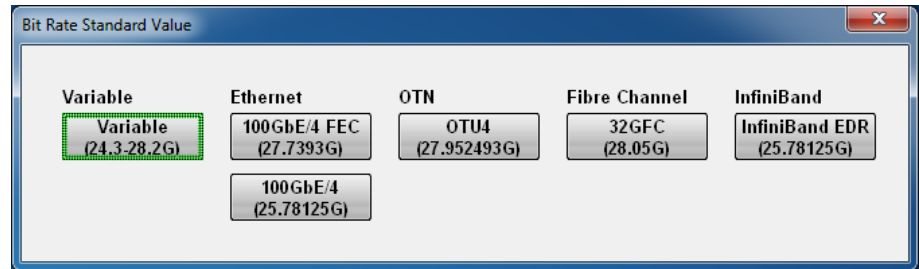 Bit Rate Standard Value
Variable
Ethernet
OTN
Fibre Channel
InfiniBand
Variable
(24.3-28.2G)
100GbE/4 FEC
(27.7393G)
OTU4
(27.952493G)
32GFC
(28.05G)
InfiniBand EDR
(25.78125G)
100GbE/4
(25.78125G)